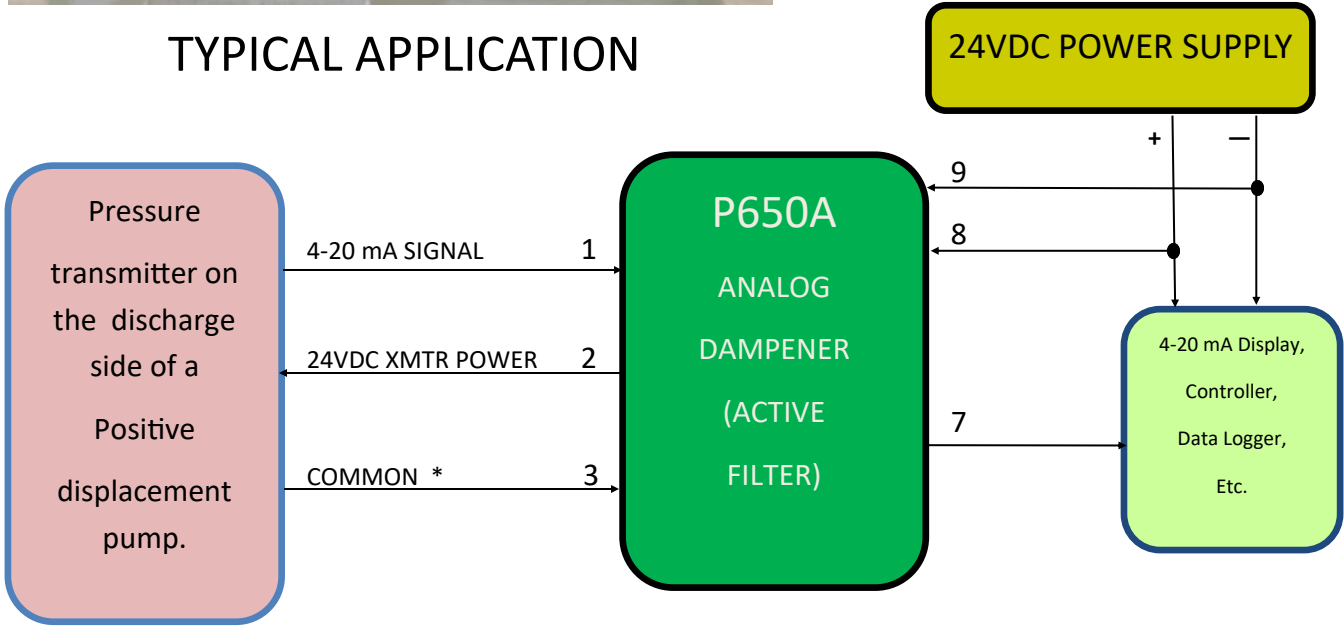 TYPICAL APPLICATION
24VDC POWER SUPPLY
+ —
Pressure
transmitter on
the discharge
side of a
Positive
displacement
pump.
4-20 mA SIGNAL 1
24VDC XMTR POWER 2
COMMON * 3
P650A
ANALOG
DAMPENER
(ACTIVE
FILTER)
9
8
7
4-20 mA Display,
Controller,
Data Logger,
Etc.